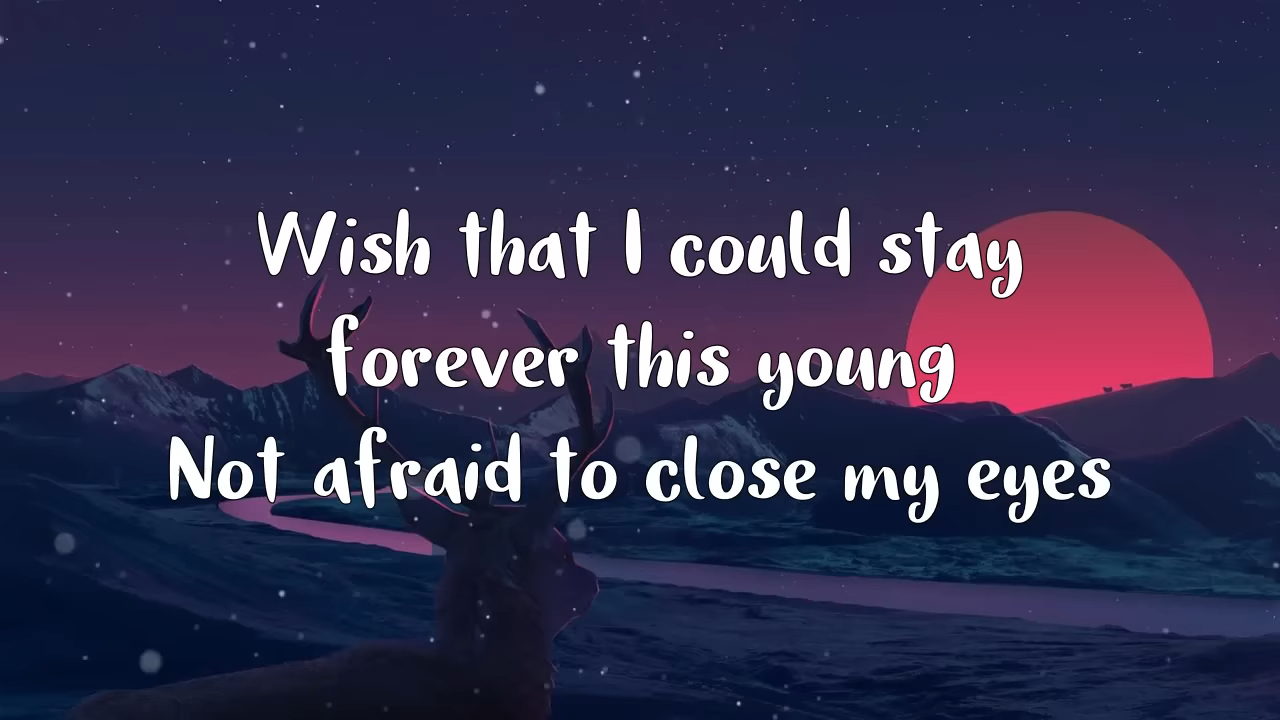 Wish that I could stay
forever this young
Not afraid to close my eyes